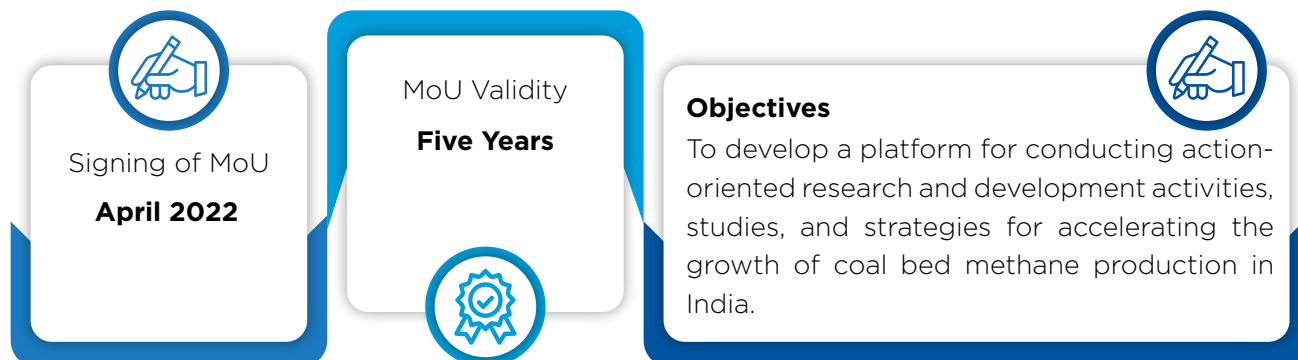 Signing of MoU
April 2022
MoU Validity
Five Years
Objectives
To develop a platform for conducting action-
oriented research and development activities,
studies, and strategies for accelerating the
growth of coal bed methane production in
India.